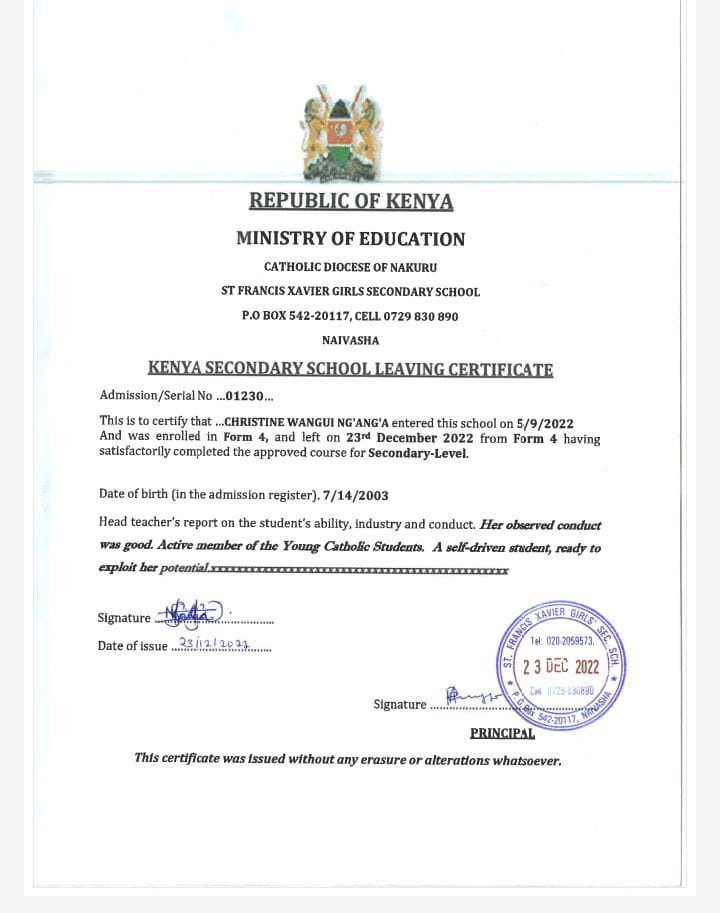 REPUBLIC OF KENYA
MINISTRY OF EDUCATION
CATHOLIC DIOCESE OF NAKURU
ST FRANCIS XAVIER GIRLS SECONDARY SCHOOL
P.O BOX 542-20117, CELL 0729 830 890
NAIVASHA
KENYA SECONDARY SCHOOL LEAVING CERTIFICATE
Admission/Serial No ...01230...
This is to certify that ...CHRISTINE WANGUI NG'ANG'A entered this school on 5/9/2022
And was enrolled in Form 4, and left on 23rd December 2022 from Form 4 having
satisfactorily completed the approved course for Secondary-Level.
Date of birth (in the admission register). 7/14/2003
Head teacher's report on the student's ability, industry and conduct. Her observed conduct
was good. Active member of the Young Catholic Students. A self-driven student, ready to
exploit her potential.xxxxxxxxxxxxxxxxxxxxxxxxxxxxxxxxxxxxxxxxxxxxxx
Signature
Date of issue 23/12/2022
ST. FRANCIS XAVIER GIRLS' SEC. SCH.
Tel: 020-2059573,
23 DEC 2022
Cell 0729-830890
P.O. Box 542-20117, NAIVASHA
Signature
PRINCIPAL
This certificate was issued without any erasure or alterations whatsoever.